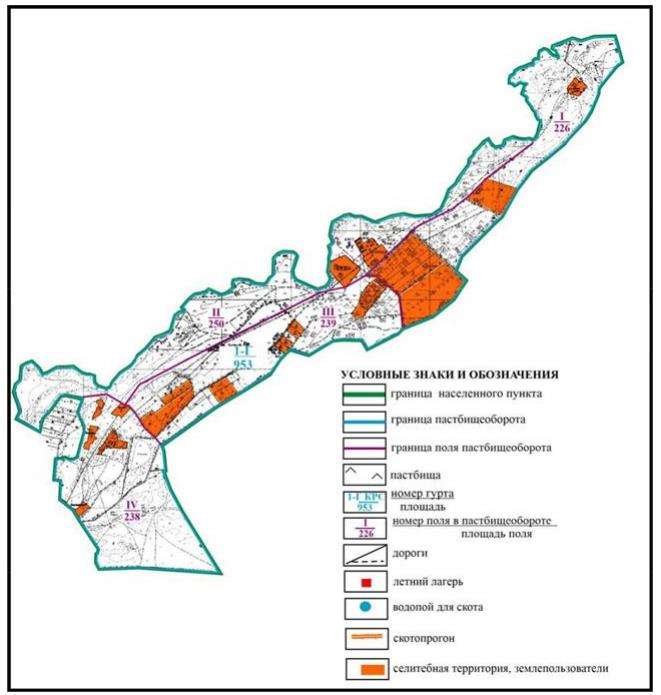 I
226
II
250
III
239
1-I
953
IV
238
УСЛОВНЫЕ ЗНАКИ И ОБОЗНАЧЕНИЯ
граница населенного пункта
граница пастбищеоборота
граница поля пастбищеоборота
пастбища
1-I КРС номер гурта
953 площадь
I номер поля в пастбищеобороте
226 площадь поля
дороги
летний лагерь
водопой для скота
скотопрогон
селитебная территория, землепользователи